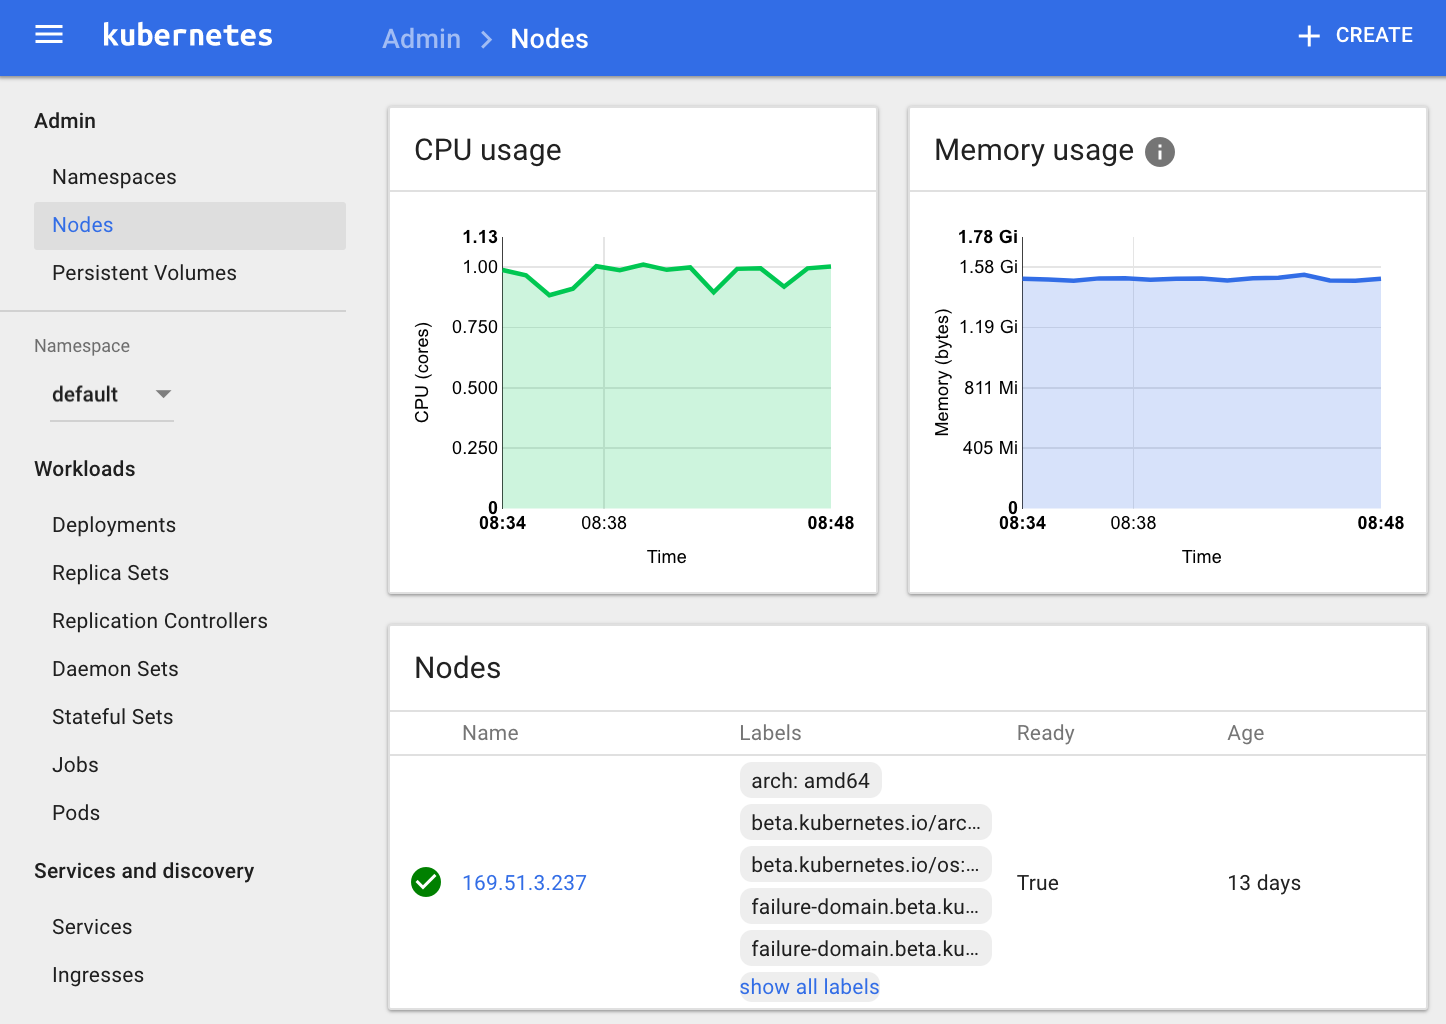 kubernetes
Admin > Nodes
+ CREATE
Admin
Namespaces
Nodes
Persistent Volumes
Namespace
default
Workloads
Deployments
Replica Sets
Replication Controllers
Daemon Sets
Stateful Sets
Jobs
Pods
Services and discovery
Services
Ingresses
CPU usage
CPU (cores)
1.13
1.00
0.750
0.500
0.250
0
08:34 08:38 08:48
Time
Memory usage
Memory (bytes)
1.78 Gi
1.58 Gi
1.19 Gi
811 Mi
405 Mi
0
08:34 08:38 08:48
Time
Nodes
Name Labels Ready Age
169.51.3.237
arch: amd64
beta.kubernetes.io/arc...
beta.kubernetes.io/os:...
failure-domain.beta.ku...
failure-domain.beta.ku...
show all labels
True
13 days